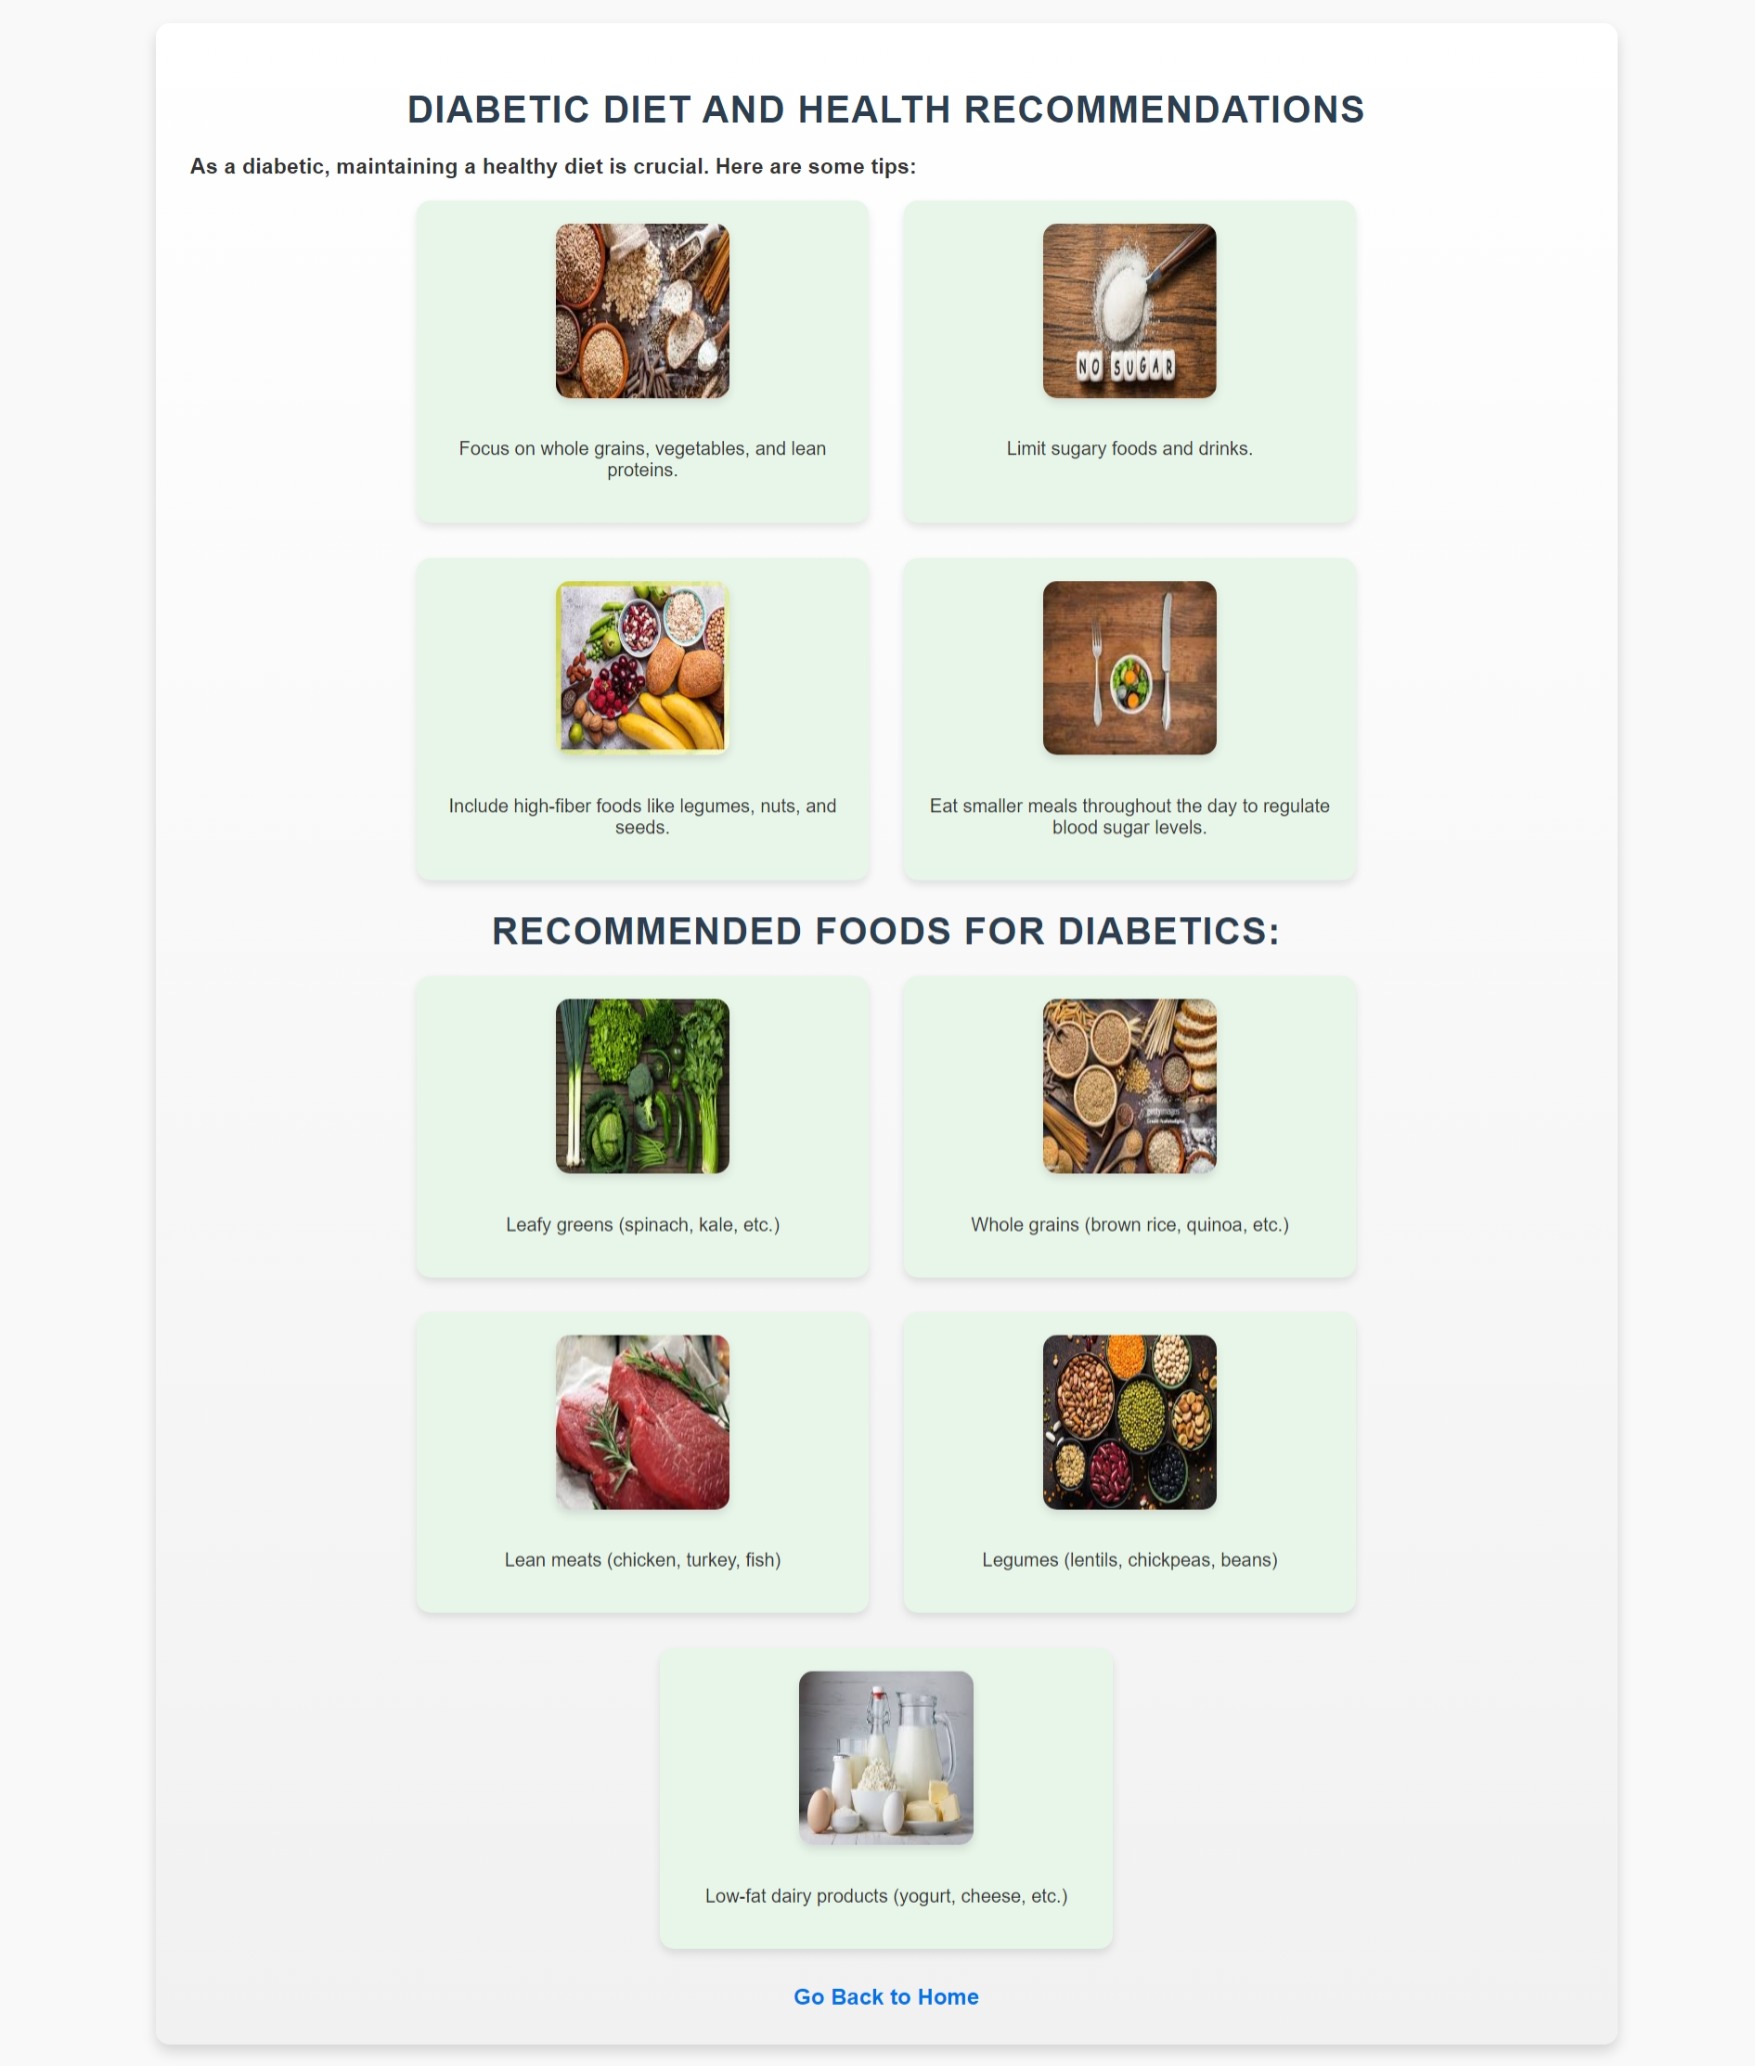 DIABETIC DIET AND HEALTH RECOMMENDATIONS
As a diabetic, maintaining a healthy diet is crucial. Here are some tips:
NO SUGAR
Focus on whole grains, vegetables, and lean
proteins.
Limit sugary foods and drinks.
Include high-fiber foods like legumes, nuts, and
seeds.
Eat smaller meals throughout the day to regulate
blood sugar levels.
RECOMMENDED FOODS FOR DIABETICS:
gettyimages
Leafy greens (spinach, kale, etc.)
Whole grains (brown rice, quinoa, etc.)
Lean meats (chicken, turkey, fish)
Legumes (lentils, chickpeas, beans)
Low-fat dairy products (yogurt, cheese, etc.)
Go Back to Home